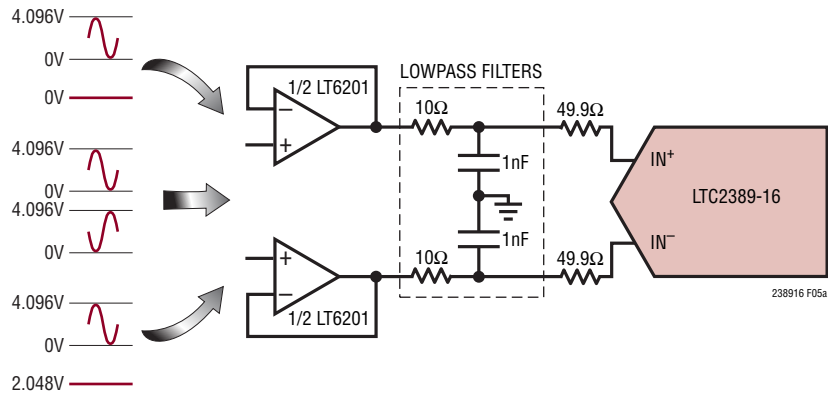 4.096V
0V
0V
4.096V
0V
4.096V
0V
4.096V
0V
2.048V
1/2 LT6201
−
+
+
−
1/2 LT6201
LOWPASS FILTERS
10Ω
1nF
1nF
10Ω
49.9Ω
49.9Ω
IN+
LTC2389-16
IN−
238916 F05a